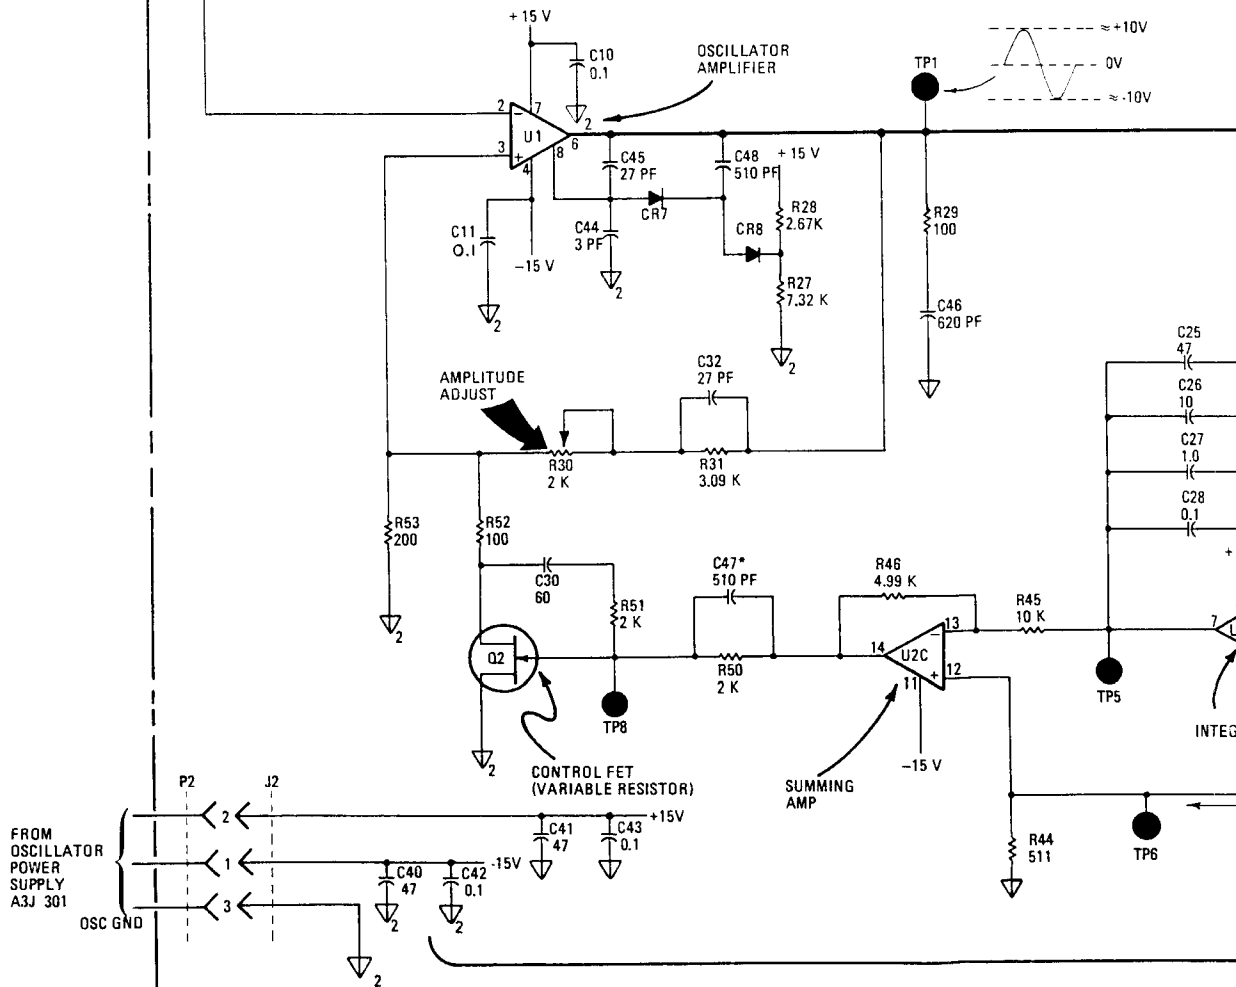 +15 V
C10
0.1
OSCILLATOR
AMPLIFIER
TP1
≈ +10V
0V
≈ -10V
2
7
2
−
U1
3
+
4
8
6
2
C45
27 PF
C48
510 PF
+ 15 V
CR7
R28
2.67K
R29
100
C11
0.1
C44
3 PF
CR8
−15 V
2
2
R27
7.32 K
2
C46
620 PF
C25
47
C26
10
C27
1.0
C28
0.1
+
AMPLITUDE
ADJUST
C32
27 PF
R30
2 K
R31
3.09 K
R53
200
R52
100
C30
60
R51
2 K
C47*
510 PF
R46
4.99 K
R45
10 K
2
Q2
14
U2C
13
−
12
+
11
7
U
R50
2 K
TP8
TP5
INTEG
2
CONTROL FET
(VARIABLE RESISTOR)
−15 V
SUMMING
AMP
P2
J2
FROM
OSCILLATOR
POWER
SUPPLY
A3J 301
2
+15V
C41
47
C43
0.1
1
-15V
C40
47
C42
0.1
R44
511
TP6
OSC GND
3
2
2
2